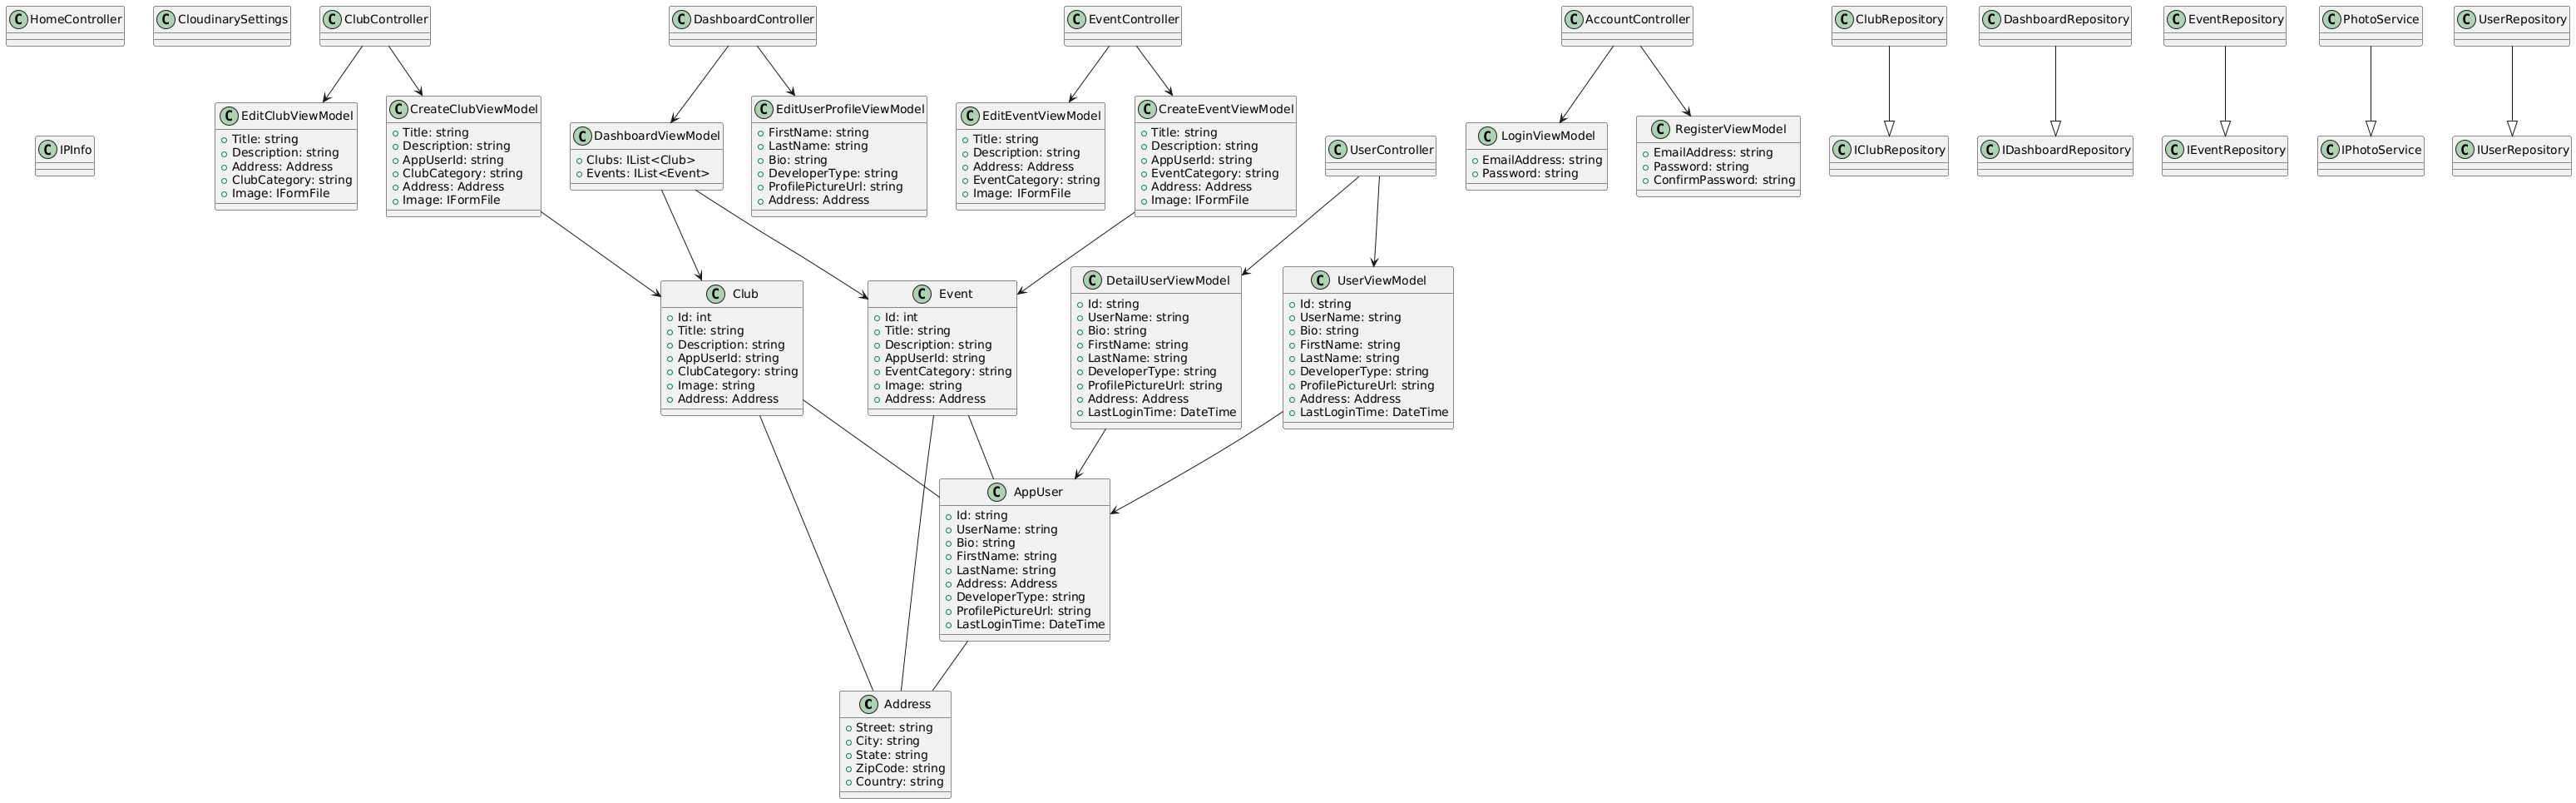 C HomeController
C CloudinarySettings
C ClubController
C DashboardController
C EventController
C AccountController
C ClubRepository
C DashboardRepository
C EventRepository
C PhotoService
C UserRepository
C IPInfo
C EditClubViewModel
Title: string
Description: string
Address: Address
ClubCategory: string
Image: IFormFile
C CreateClubViewModel
Title: string
Description: string
AppUserId: string
ClubCategory: string
Address: Address
Image: IFormFile
C DashboardViewModel
Clubs: IList<Club>
Events: IList<Event>
C EditUserProfileViewModel
FirstName: string
LastName: string
Bio: string
DeveloperType: string
ProfilePictureUrl: string
Address: Address
C EditEventViewModel
Title: string
Description: string
Address: Address
EventCategory: string
Image: IFormFile
C CreateEventViewModel
Title: string
Description: string
AppUserId: string
EventCategory: string
Address: Address
Image: IFormFile
C UserController
C LoginViewModel
EmailAddress: string
Password: string
C RegisterViewModel
EmailAddress: string
Password: string
ConfirmPassword: string
C IClubRepository
C IDashboardRepository
C IEventRepository
C IPhotoService
C IUserRepository
C Club
Id: int
Title: string
Description: string
AppUserId: string
ClubCategory: string
Image: string
Address: Address
C Event
Id: int
Title: string
Description: string
AppUserId: string
EventCategory: string
Image: string
Address: Address
C DetailUserViewModel
Id: string
UserName: string
Bio: string
FirstName: string
LastName: string
DeveloperType: string
ProfilePictureUrl: string
Address: Address
LastLoginTime: DateTime
C UserViewModel
Id: string
UserName: string
Bio: string
FirstName: string
LastName: string
DeveloperType: string
ProfilePictureUrl: string
Address: Address
LastLoginTime: DateTime
C AppUser
Id: string
UserName: string
Bio: string
FirstName: string
LastName: string
Address: Address
DeveloperType: string
ProfilePictureUrl: string
LastLoginTime: DateTime
C Address
Street: string
City: string
State: string
ZipCode: string
Country: string